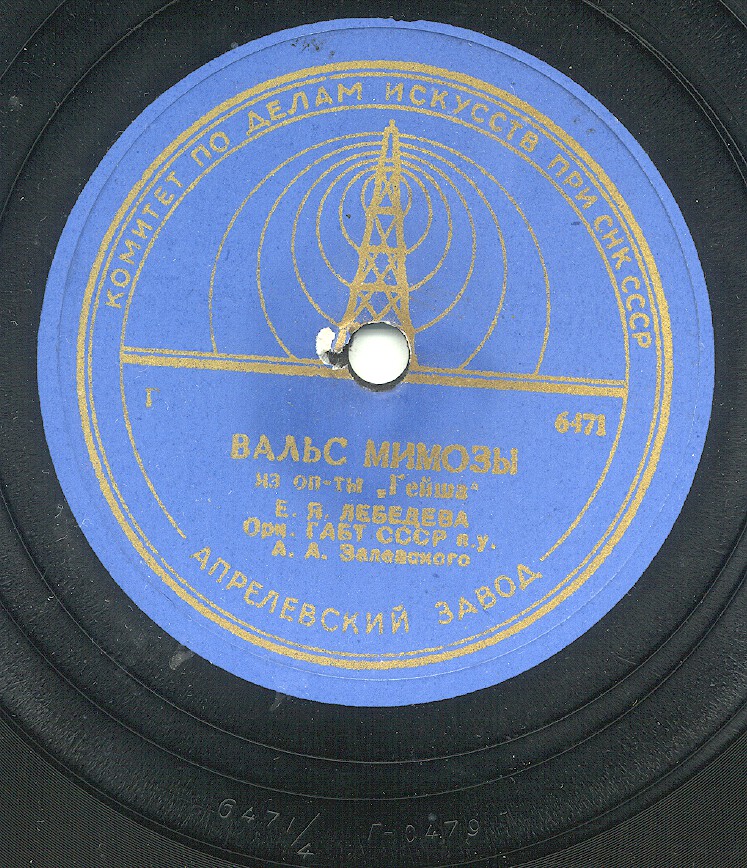 КОМИТЕТ ПО ДЕЛАМ ИСКУССТВ ПРИ СНК СССР
Г 6471
ВАЛЬС МИМОЗЫ
из оп-ты „Гейша“
Е. Я. ЛЕБЕДЕВА
Орк. ГАБТ СССР п.у.
А. А. Залевского
АПРЕЛЕВСКИЙ ЗАВОД
6471/4 Г-0479